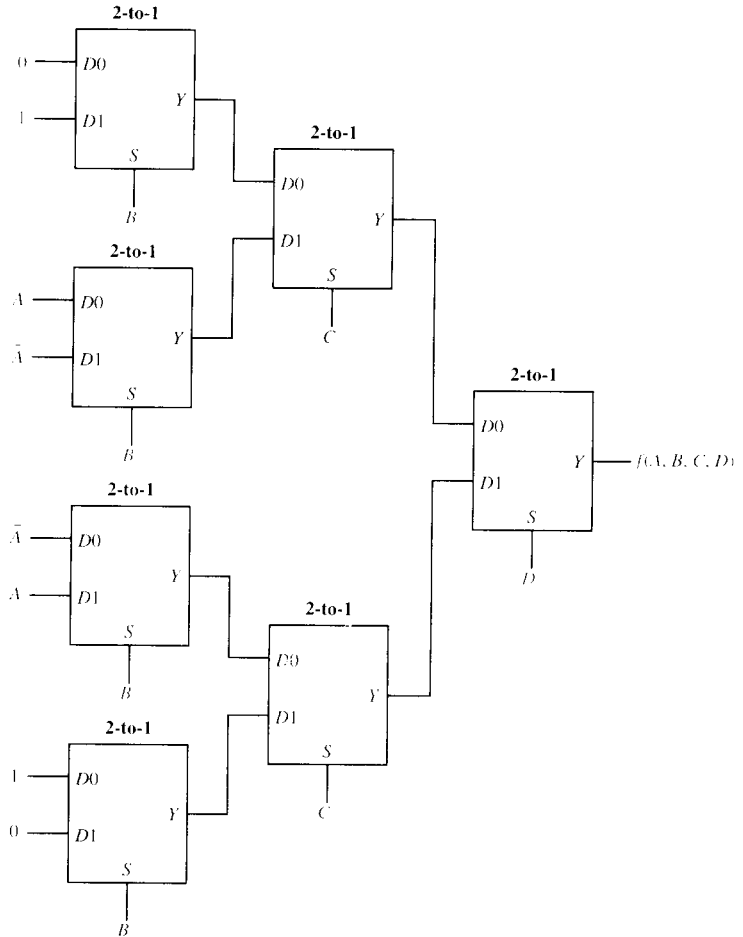 2-to-1
0 D0
Y
1 D1
S
B
2-to-1
D0
Y
D1
S
C
2-to-1
A D0
Y
Ā D1
S
B
2-to-1
D0
Y f(A, B, C, D)
D1
S
D
2-to-1
Ā D0
Y
A D1
S
B
2-to-1
D0
Y
D1
S
C
2-to-1
1 D0
Y
0 D1
S
B